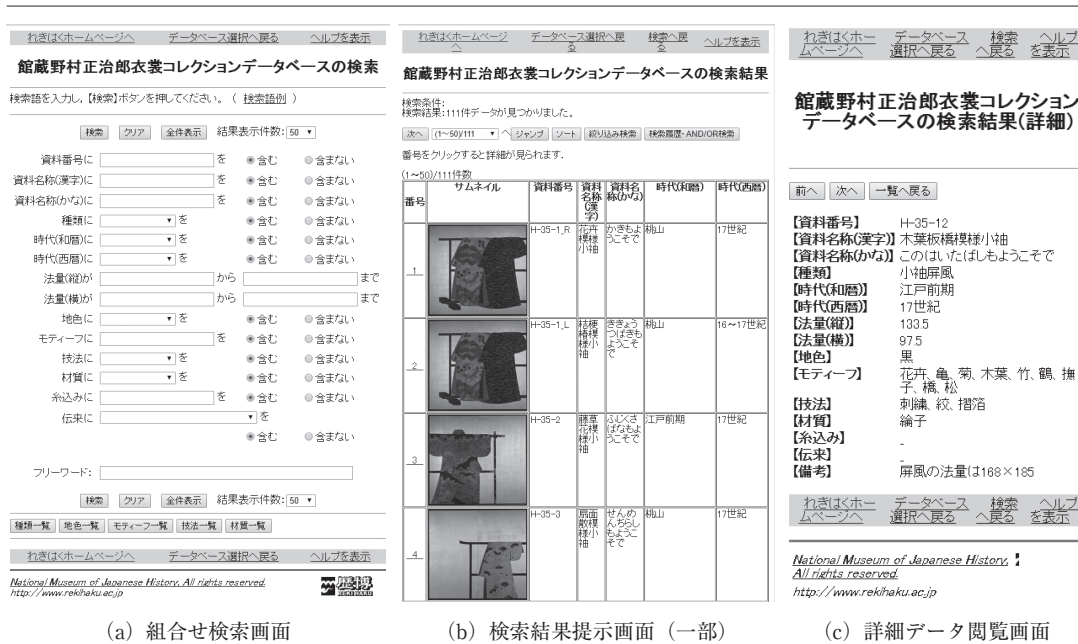 れきはくホームページへ データベース選択へ戻る ヘルプを表示
館蔵野村正治郎衣裳コレクションデータベースの検索
検索語を入力し,【検索】ボタンを押してください。( 検索語例 )
検索 クリア 全件表示 結果表示件数: 50
資料番号に を 含む 含まない
資料名称(漢字)に を 含む 含まない
資料名称(かな)に を 含む 含まない
種類に を 含む 含まない
時代(和暦)に を 含む 含まない
時代(西暦)に を 含む 含まない
法量(縦)が から まで
法量(横)が から まで
地色に を 含む 含まない
モティーフに を 含む 含まない
技法に を 含む 含まない
材質に を 含む 含まない
糸込みに を 含む 含まない
伝来に を
含む 含まない
フリーワード:
検索 クリア 全件表示 結果表示件数: 50
種類一覧 地色一覧 モティーフ一覧 技法一覧 材質一覧
れきはくホームページへ データベース選択へ戻る ヘルプを表示
National Museum of Japanese History, All rights reserved.
http://www.rekihaku.ac.jp
歴博
REKIHAKU
(a) 組合せ検索画面
れきはくホームページ データベース選択へ戻 検索へ戻 ヘルプを表示
へ る る
館蔵野村正治郎衣裳コレクションデータベースの検索結果
検索条件:
検索結果:111件データが見つかりました。
次へ (1~50)/111 へ ジャンプ ソート 絞り込み検索 検索履歴・AND/OR検索
番号をクリックすると詳細が見られます.
(1~50)/111件数
番号 サムネイル 資料番号 資料名称(漢字) 資料名称(かな) 時代(和暦) 時代(西暦)
1 H-35-1_R 花卉模様小袖 かきもようこそで 桃山 17世紀
2 H-35-1_L 桔梗椿模様小袖 ききょうつばきもようこそで 桃山 16~17世紀
3 H-35-2 藤草花模様小袖 ふじくさばなもようこそで 江戸前期 17世紀
4 H-35-3 扇面散模様小袖 せんめんちらしもようこそで 桃山 17世紀
(b) 検索結果提示画面(一部)
れきはくホー データベース 検索 ヘルプ
ムページへ 選択へ戻る へ戻る を表示
館蔵野村正治郎衣裳コレクション
データベースの検索結果(詳細)
前へ 次へ 一覧へ戻る
【資料番号】 H-35-12
【資料名称(漢字)】 木葉板橋模様小袖
【資料名称(かな)】 このはいたばしもようこそで
【種類】 小袖屏風
【時代(和暦)】 江戸前期
【時代(西暦)】 17世紀
【法量(縦)】 133.5
【法量(横)】 97.5
【地色】 黒
【モティーフ】 花卉、亀、菊、木葉、竹、鶴、撫
子、橋、松
【技法】 刺繍、絞、摺箔
【材質】 綸子
【糸込み】 -
【伝来】 -
【備考】 屏風の法量は168×185
れきはくホー データベース 検索 ヘルプ
ムページへ 選択へ戻る へ戻る を表示
National Museum of Japanese History,
All rights reserved.
http://www.rekihaku.ac.jp
(c) 詳細データ閲覧画面